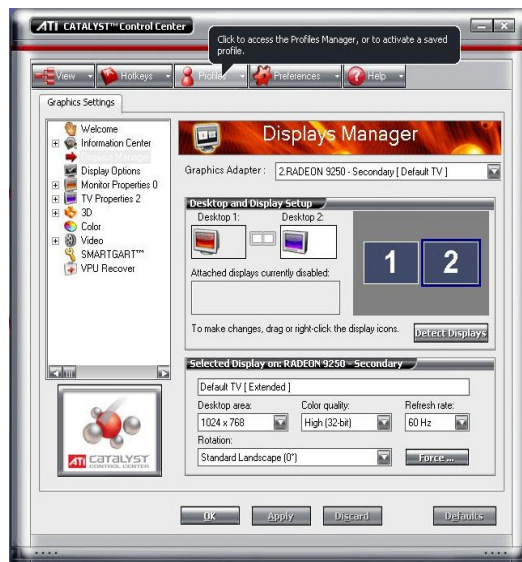 ATI CATALYST™ Control Center
Click to access the Profiles Manager, or to activate a saved
profile.
View
Hotkeys
Preferences
Help
Graphics Settings
Welcome
Information Center
Displays Manager
Display Options
Monitor Properties 0
TV Properties 2
3D
Color
Video
SMARTGART™
VPU Recover
ATI CATALYST
CONTROL CENTER
Displays Manager
Graphics Adapter :
2.RADEON 9250 - Secondary [ Default TV ]
Desktop and Display Setup
Desktop 1:
Desktop 2:
1
2
Attached displays currently disabled:
To make changes, drag or right-click the display icons.
Detect Displays
Selected Display on: RADEON 9250 - Secondary
Default TV [ Extended ]
Desktop area:
Color quality:
Refresh rate:
1024 x 768
High (32-bit)
60 Hz
Rotation:
Standard Landscape (0°)
Force ...
OK
Apply
Discard
Defaults